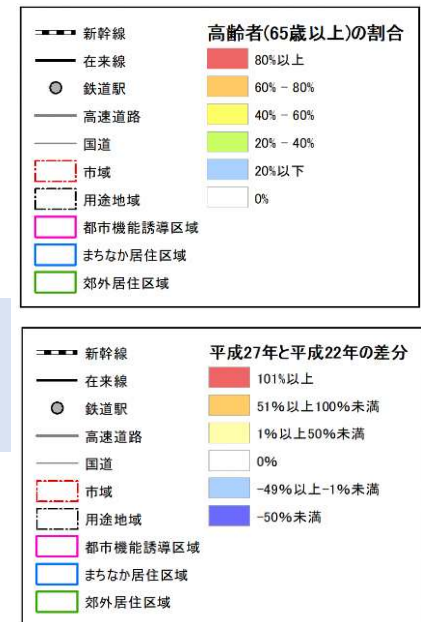 高齢者(65歳以上)の割合
新幹線
在来線
鉄道駅
高速道路
国道
市域
用途地域
都市機能誘導区域
まちなか居住区域
郊外居住区域
80%以上
60% - 80%
40% - 60%
20% - 40%
20%以下
0%
平成27年と平成22年の差分
新幹線
在来線
鉄道駅
高速道路
国道
市域
用途地域
都市機能誘導区域
まちなか居住区域
郊外居住区域
101%以上
51%以上100%未満
1%以上50%未満
0%
-49%以上-1%未満
-50%未満